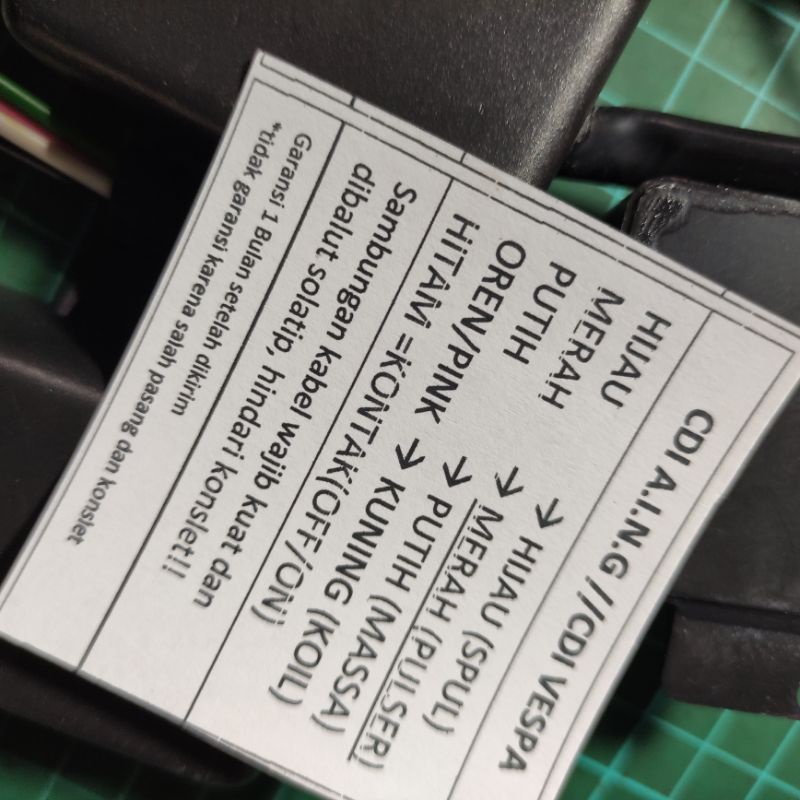 CDI A.I.N.G //CDI VESPA
HIJAU → HIJAU (SPUL)
MERAH → MERAH (PULSER)
PUTIH → PUTIH (MASSA)
OREN/PINK → KUNING (KOIL)
HITAM =KONTAK(OFF/ON)
Sambungan kabel wajib kuat dan
dibalut solatip, hindari konslet!!
Garansi 1 Bulan setelah dikirim
*tidak garansi karena salah pasang dan konslet